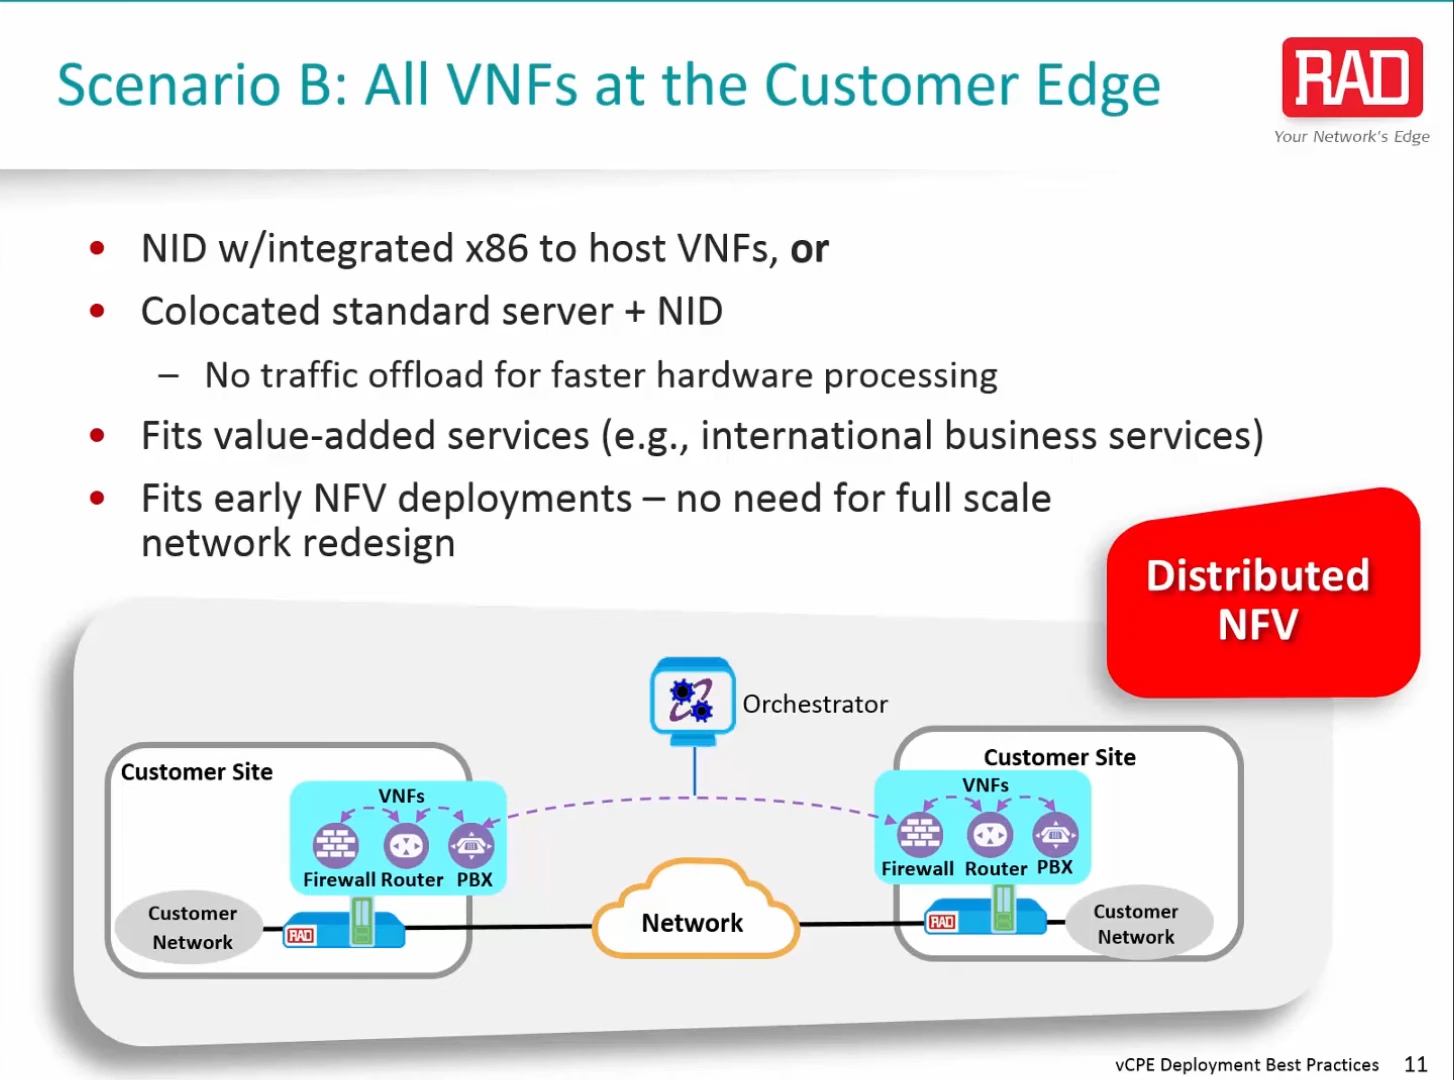 Scenario B: All VNFs at the Customer Edge
RAD
Your Network's Edge
• NID w/integrated x86 to host VNFs, or
• Colocated standard server + NID
– No traffic offload for faster hardware processing
• Fits value-added services (e.g., international business services)
• Fits early NFV deployments – no need for full scale
network redesign
Distributed
NFV
Orchestrator
Customer Site
VNFs
Firewall Router PBX
Customer
Network
RAD
Network
Customer Site
VNFs
Firewall Router PBX
RAD
Customer
Network
vCPE Deployment Best Practices 11